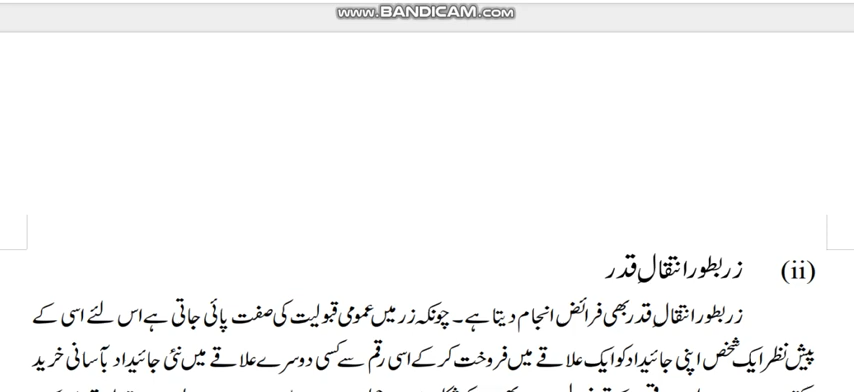 www.BANDICAM.com
(ii) زر بطور انتقالِ قدر
زر بطور انتقالِ قدر بھی فرائض انجام دیتا ہے۔ چونکہ زر میں عمومی قبولیت کی صفت پائی جاتی ہے اس لئے اسی کے
پیش نظر ایک شخص اپنی جائیداد کو ایک علاقے میں فروخت کر کے اسی رقم سے کسی دوسرے علاقے میں نئی جائیداد بآسانی خرید